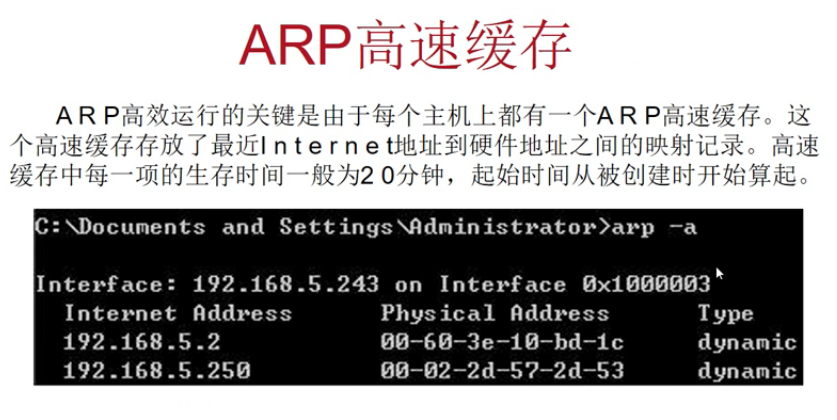 ARP高速缓存
ARP高效运行的关键是由于每个主机上都有一个ARP高速缓存。这
个高速缓存存放了最近Internet地址到硬件地址之间的映射记录。高速
缓存中每一项的生存时间一般为20分钟，起始时间从被创建时开始算起。
C:\Documents and Settings\Administrator>arp -a
Interface: 192.168.5.243 on Interface 0x1000003
Internet Address Physical Address Type
192.168.5.2 00-60-3e-10-bd-1c dynamic
192.168.5.250 00-02-2d-57-2d-53 dynamic